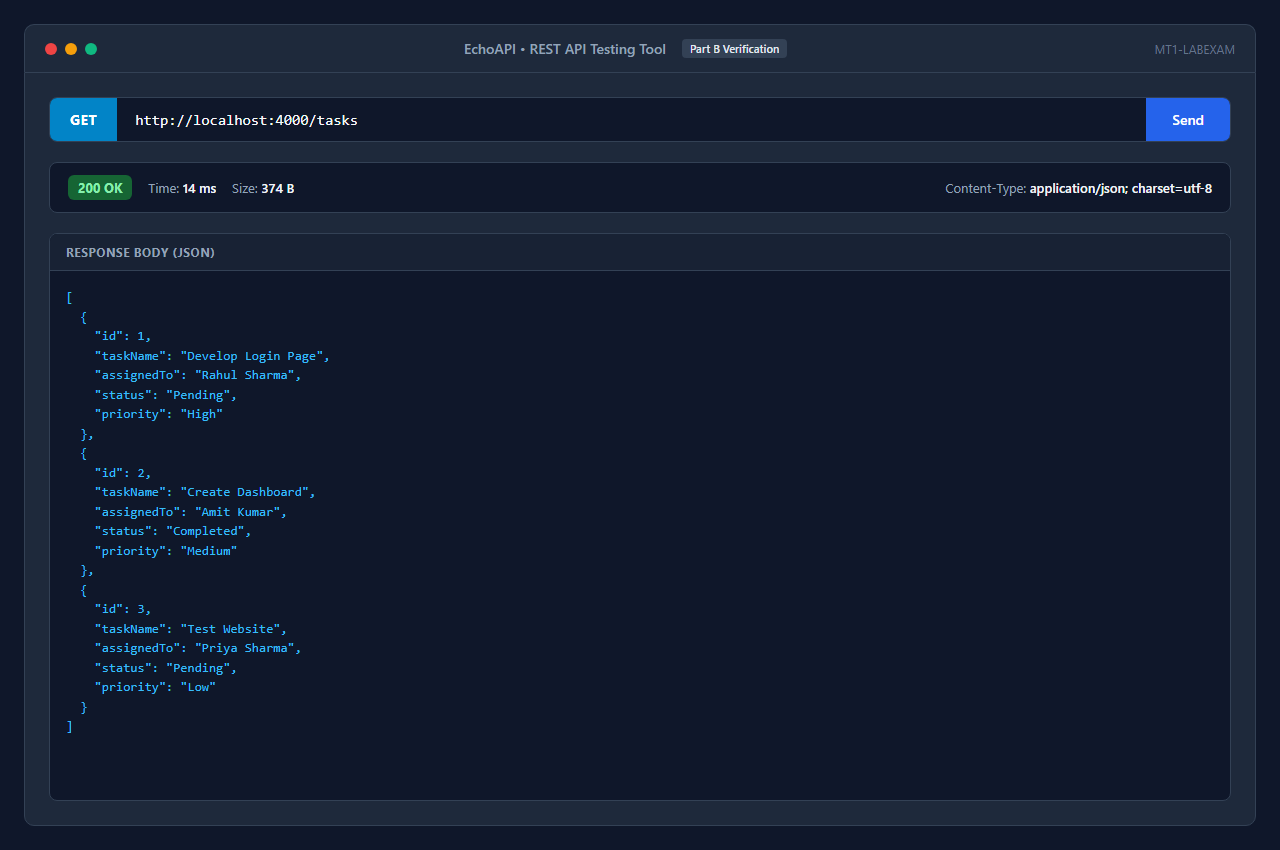 EchoAPI • REST API Testing Tool Part B Verification MT1-LABEXAM
GET http://localhost:4000/tasks Send
200 OK Time: 14 ms Size: 374 B Content-Type: application/json; charset=utf-8
RESPONSE BODY (JSON)
[
  {
    "id": 1,
    "taskName": "Develop Login Page",
    "assignedTo": "Rahul Sharma",
    "status": "Pending",
    "priority": "High"
  },
  {
    "id": 2,
    "taskName": "Create Dashboard",
    "assignedTo": "Amit Kumar",
    "status": "Completed",
    "priority": "Medium"
  },
  {
    "id": 3,
    "taskName": "Test Website",
    "assignedTo": "Priya Sharma",
    "status": "Pending",
    "priority": "Low"
  }
]